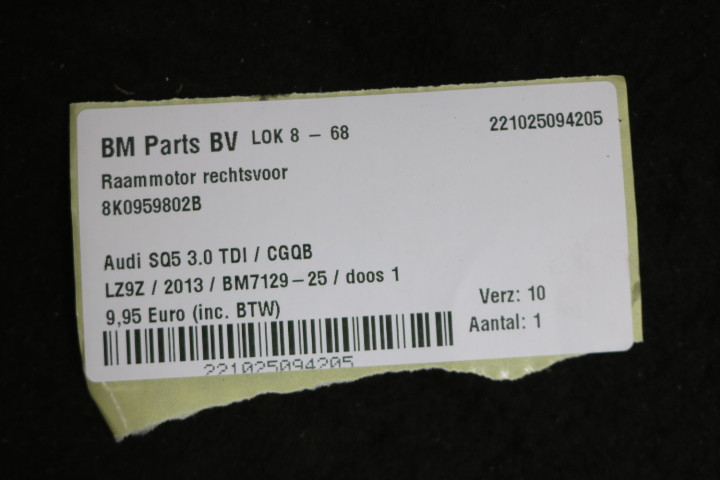 BM Parts BV LOK 8 - 68 221025094205
Raammotor rechtsvoor
8K0959802B
Audi SQ5 3.0 TDI / CGQB
LZ9Z / 2013 / BM7129-25 / doos 1
9,95 Euro (inc. BTW)
Verz: 10
Aantal: 1
221025094205